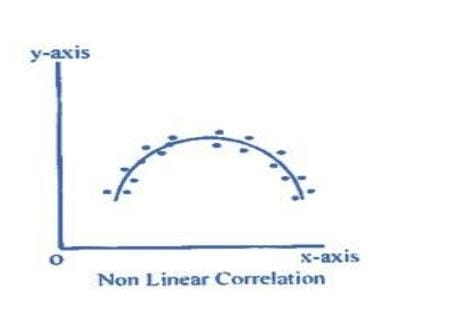 y-axis
O
x-axis
Non Linear Correlation